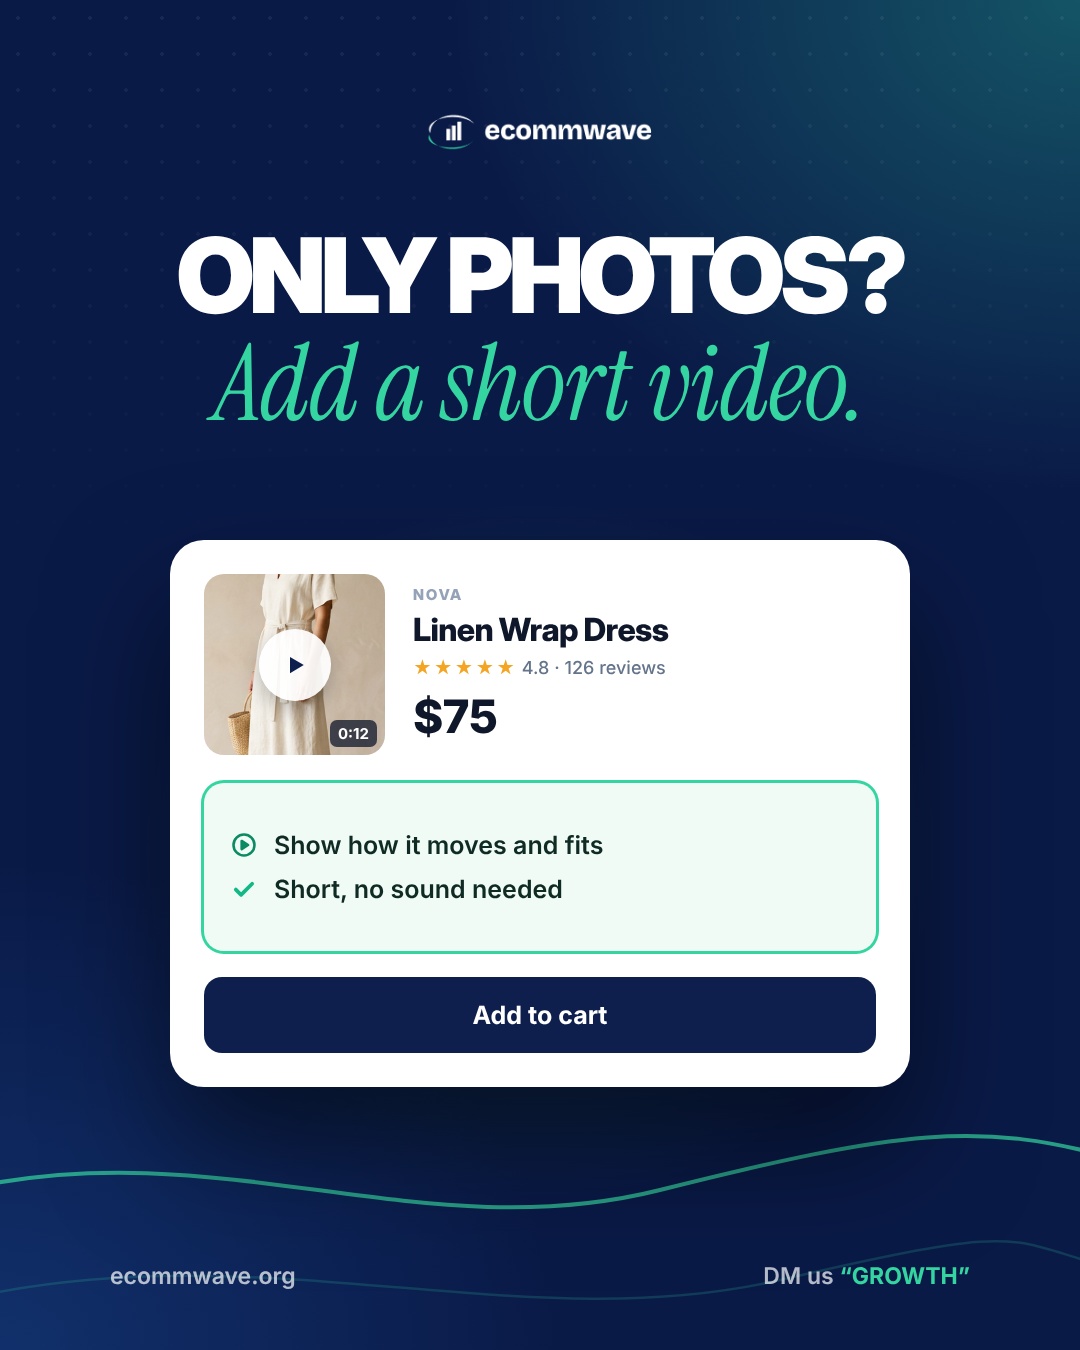 ecommwave
ONLY PHOTOS?
Add a short video.
NOVA
Linen Wrap Dress
★★★★★ 4.8 · 126 reviews
$75
0:12
Show how it moves and fits
Short, no sound needed
Add to cart
ecommwave.org
DM us “GROWTH”